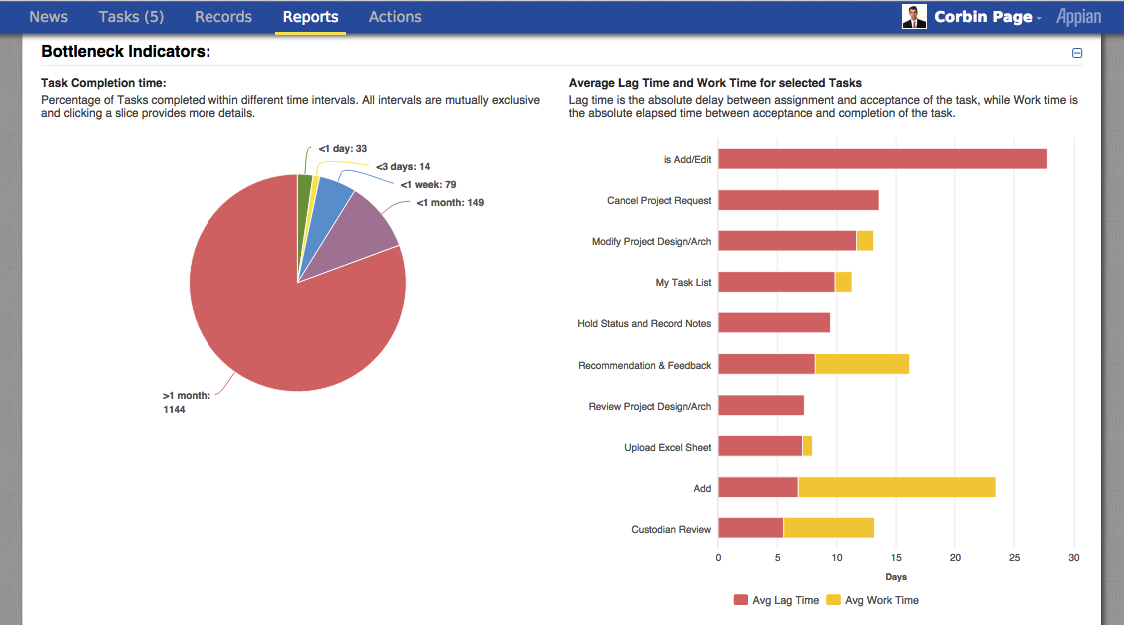 News Tasks (5) Records Reports Actions Corbin Page Appian
Bottleneck Indicators:
Task Completion time:
Percentage of Tasks completed within different time intervals. All intervals are mutually exclusive
and clicking a slice provides more details.
<1 day: 33
<3 days: 14
<1 week: 79
<1 month: 149
>1 month:
1144
Average Lag Time and Work Time for selected Tasks
Lag time is the absolute delay between assignment and acceptance of the task, while Work time is
the absolute elapsed time between acceptance and completion of the task.
is Add/Edit
Cancel Project Request
Modify Project Design/Arch
My Task List
Hold Status and Record Notes
Recommendation & Feedback
Review Project Design/Arch
Upload Excel Sheet
Add
Custodian Review
0 5 10 15 20 25 30
Days
Avg Lag Time Avg Work Time